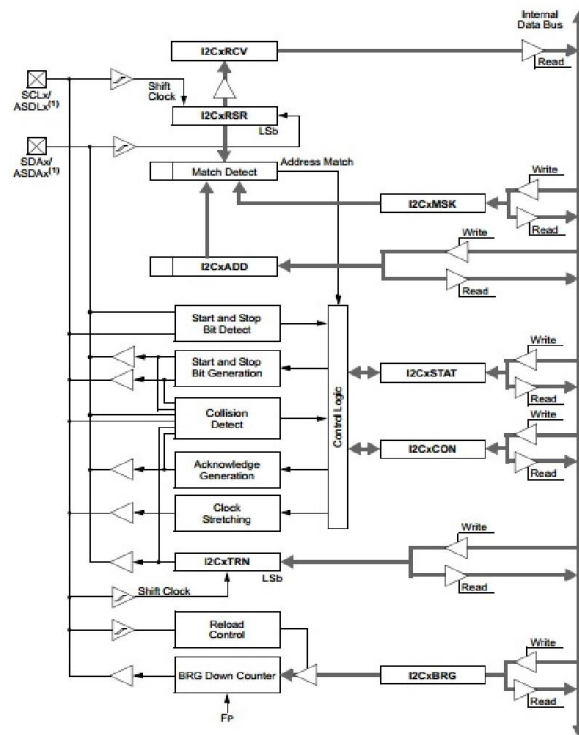 Internal
Data Bus
I2CxRCV
Read
SCLx/
ASDLx(1)
Shift
Clock
I2CxRSR
LSb
SDAx/
ASDAx(1)
Match Detect
Address Match
Write
I2CxMSK
Read
Write
I2CxADD
Read
Start and Stop
Bit Detect
Write
Start and Stop
Bit Generation
I2CxSTAT
Read
Control Logic
Collision
Detect
Write
I2CxCON
Read
Acknowledge
Generation
Clock
Stretching
Write
I2CxTRN
LSb
Read
Shift Clock
Reload
Control
Write
BRG Down Counter
I2CxBRG
Read
FP